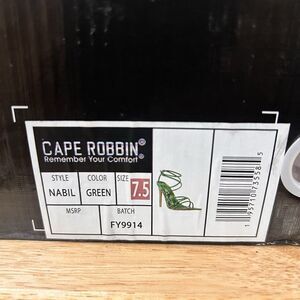 CAPE ROBBIN®
Remember Your Comfort®
STYLE COLOR SIZE
NABIL GREEN 7.5
MSRP BATCH
FY9914